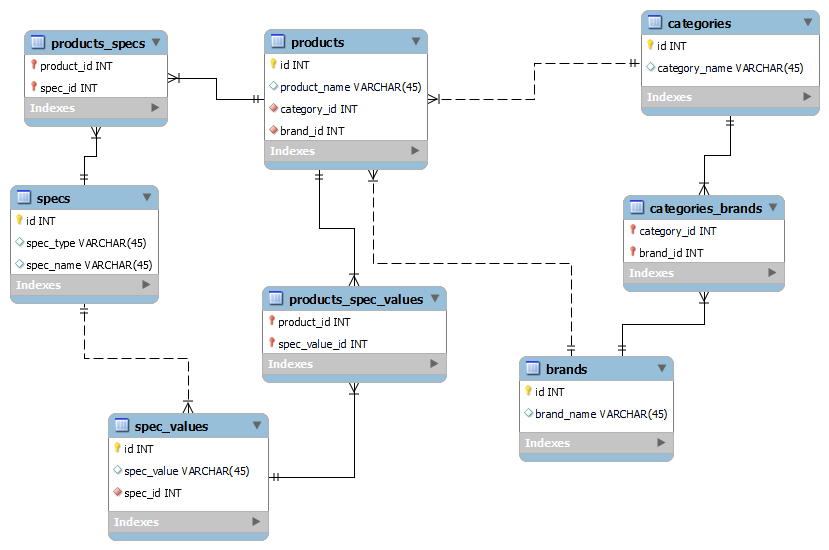 products_specs
product_id INT
spec_id INT
Indexes
products
id INT
product_name VARCHAR(45)
category_id INT
brand_id INT
Indexes
categories
id INT
category_name VARCHAR(45)
Indexes
specs
id INT
spec_type VARCHAR(45)
spec_name VARCHAR(45)
Indexes
categories_brands
category_id INT
brand_id INT
Indexes
products_spec_values
product_id INT
spec_value_id INT
Indexes
brands
id INT
brand_name VARCHAR(45)
Indexes
spec_values
id INT
spec_value VARCHAR(45)
spec_id INT
Indexes